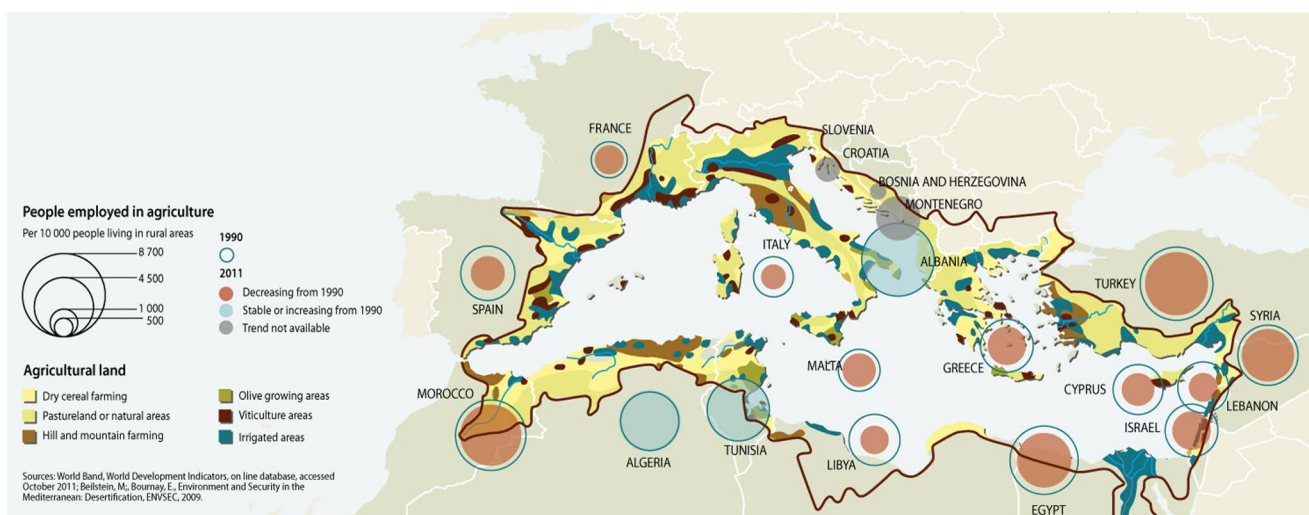 People employed in agriculture
Per 10 000 people living in rural areas
8 700
4 500
1 000
500
1990
2011
Decreasing from 1990
Stable or increasing from 1990
Trend not available
Agricultural land
Dry cereal farming
Pastureland or natural areas
Hill and mountain farming
Olive growing areas
Viticulture areas
Irrigated areas
Sources: World Band, World Development Indicators, on line database, accessed
October 2011; Beilstein, M;, Bournay, E., Environment and Security in the
Mediterranean: Desertification, ENVSEC, 2009.
FRANCE
SLOVENIA
CROATIA
BOSNIA AND HERZEGOVINA
MONTENEGRO
ITALY
ALBANIA
SPAIN
TURKEY
SYRIA
GREECE
MALTA
CYPRUS
LEBANON
MOROCCO
ISRAEL
ALGERIA
TUNISIA
LIBYA
EGYPT